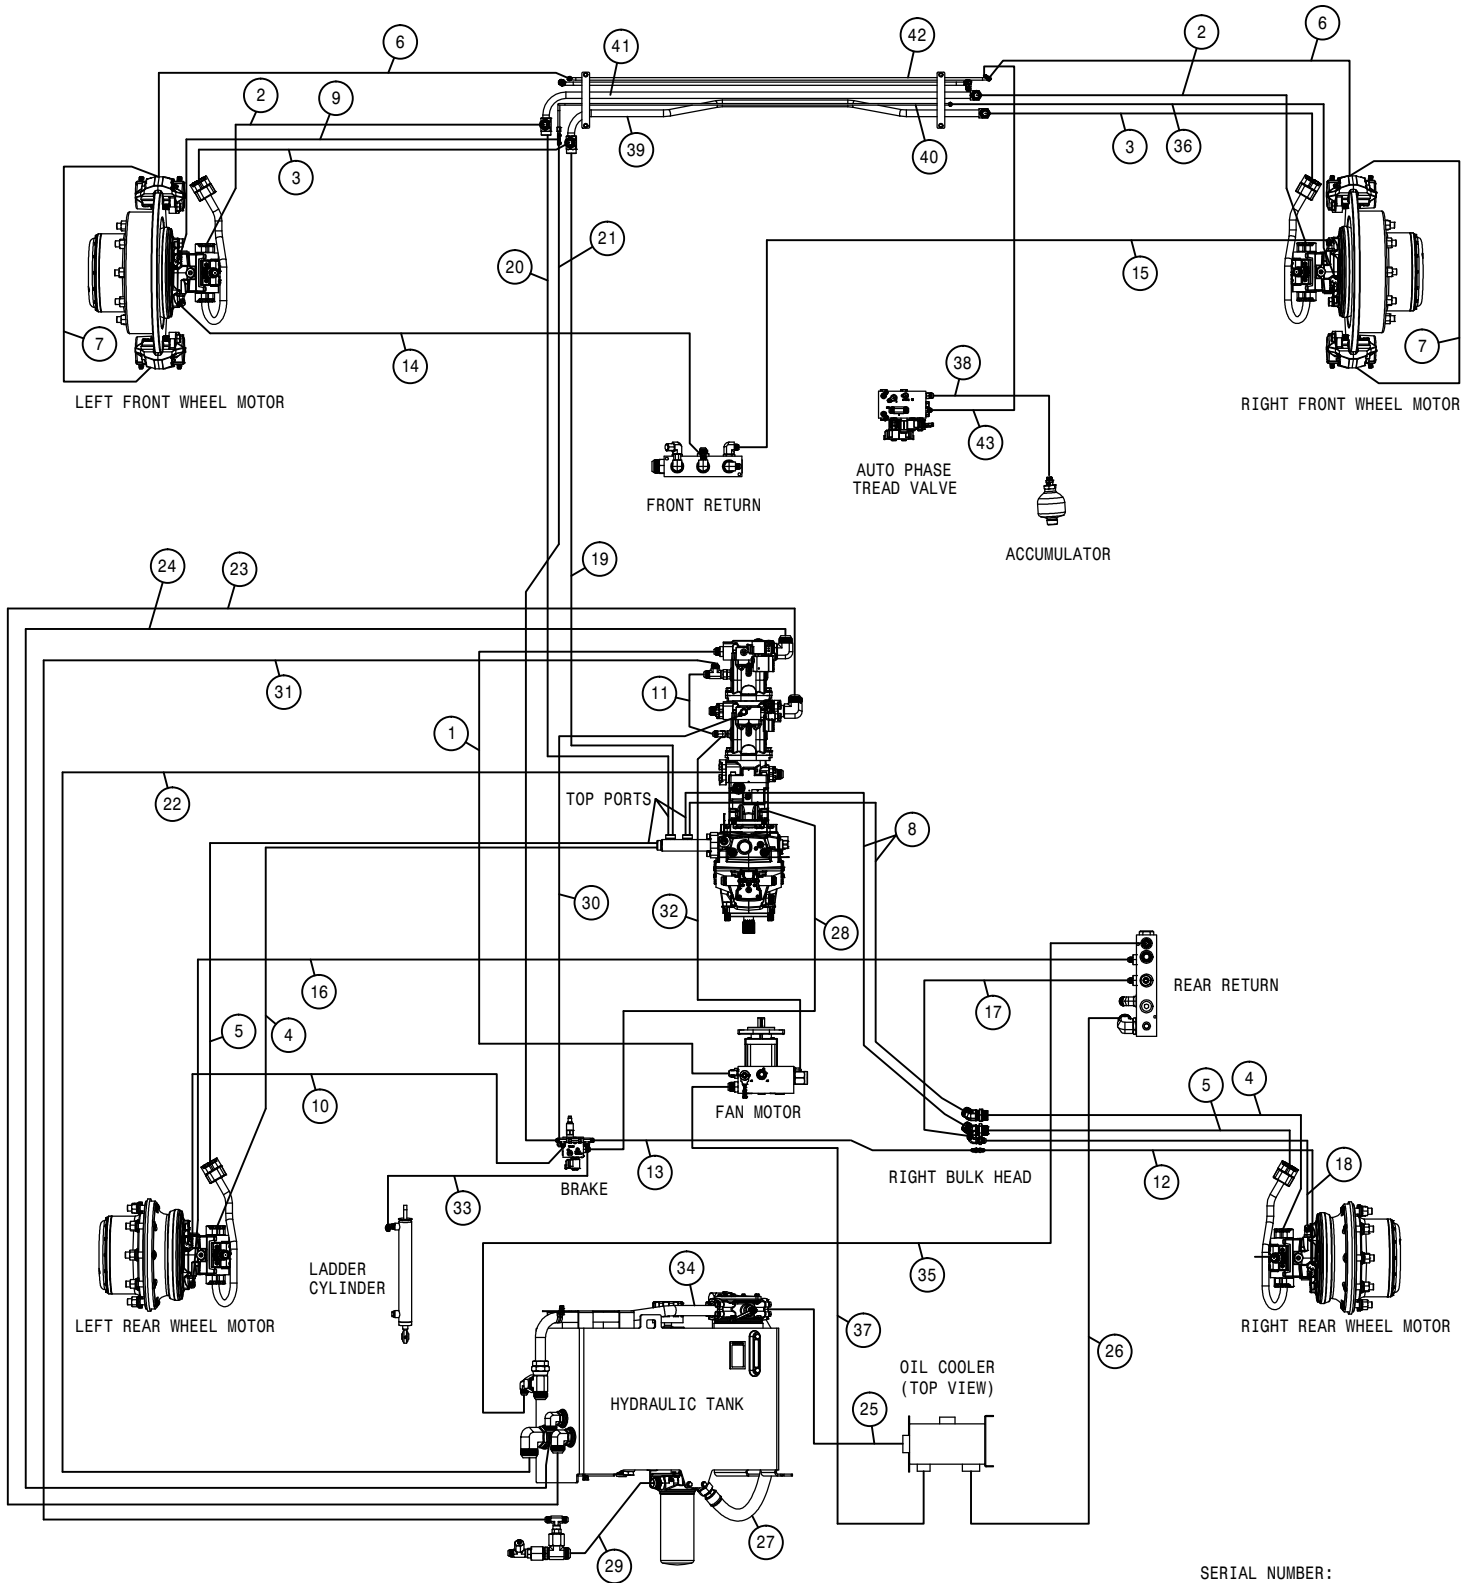 6
41
42
2
6
2
9
3
39
40
3
36
21
20
15
7
14
38
7
LEFT FRONT WHEEL MOTOR
RIGHT FRONT WHEEL MOTOR
43
AUTO PHASE
TREAD VALVE
FRONT RETURN
ACCUMULATOR
24
23
19
31
11
1
22
TOP PORTS
8
30
32
28
16
17
REAR RETURN
5
4
10
FAN MOTOR
5
4
13
RIGHT BULK HEAD
12
18
BRAKE
33
LADDER
CYLINDER
34
35
LEFT REAR WHEEL MOTOR
37
26
RIGHT REAR WHEEL MOTOR
OIL COOLER
(TOP VIEW)
HYDRAULIC TANK
25
27
29
SERIAL NUMBER: